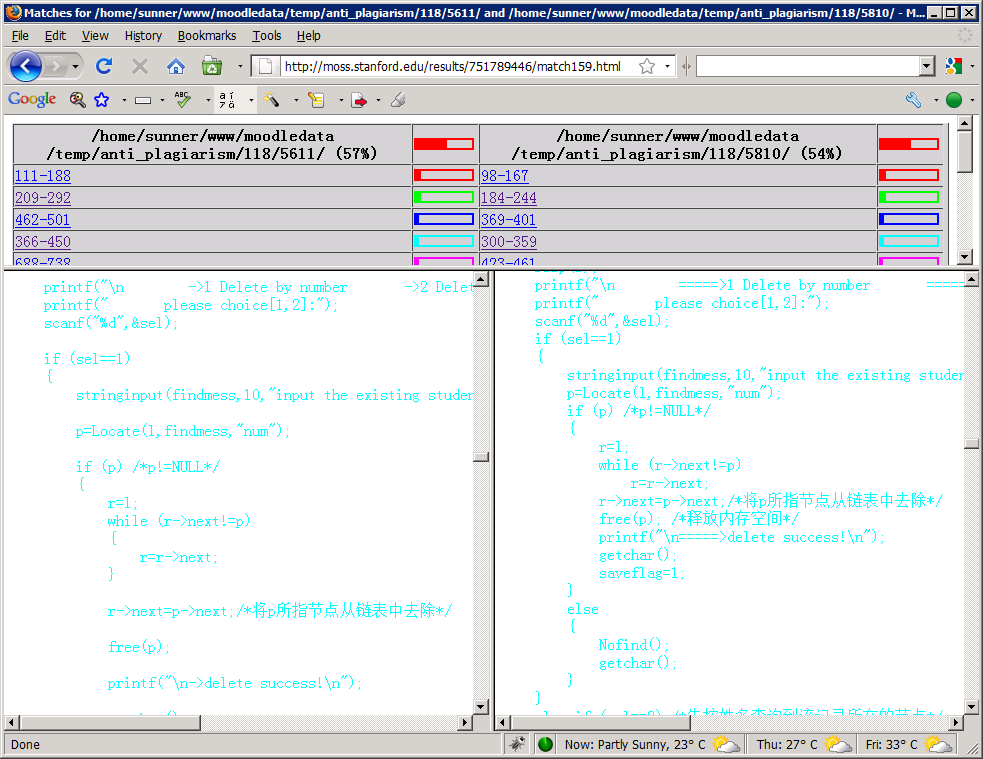 Matches for /home/sunner/www/moodledata/temp/anti_plagiarism/118/5611/ and /home/sunner/www/moodledata/temp/anti_plagiarism/118/5810/ - M...
File Edit View History Bookmarks Tools Help
http://moss.stanford.edu/results/751789446/match159.html
Google
/home/sunner/www/moodledata
/temp/anti_plagiarism/118/5611/ (57%)
/home/sunner/www/moodledata
/temp/anti_plagiarism/118/5810/ (54%)
111-188 98-167
209-292 184-244
462-501 369-401
366-450 300-359
688-738 423-461
printf("\n ->1 Delete by number ->2 Delet
printf(" please choice[1,2]:");
scanf("%d",&sel);
if (sel==1)
{
stringinput(findmess,10,"input the existing studen
p=Locate(l,findmess,"num");
if (p) /*p!=NULL*/
{
r=l;
while (r->next!=p)
{
r=r->next;
}
r->next=p->next;/*将p所指节点从链表中去除*/
free(p);
printf("\n->delete success!\n");
printf("\n =====>1 Delete by number =====
printf(" please choice[1,2]:");
scanf("%d",&sel);
if (sel==1)
{
stringinput(findmess,10,"input the existing studen
p=Locate(l,findmess,"num");
if (p) /*p!=NULL*/
{
r=l;
while (r->next!=p)
r=r->next;
r->next=p->next;/*将p所指节点从链表中去除*/
free(p); /*释放内存空间*/
printf("\n=====>delete success!\n");
getchar();
saveflag=1;
}
else
{
Nofind();
getchar();
}
}
Done
Now: Partly Sunny, 23° C Thu: 27° C Fri: 33° C